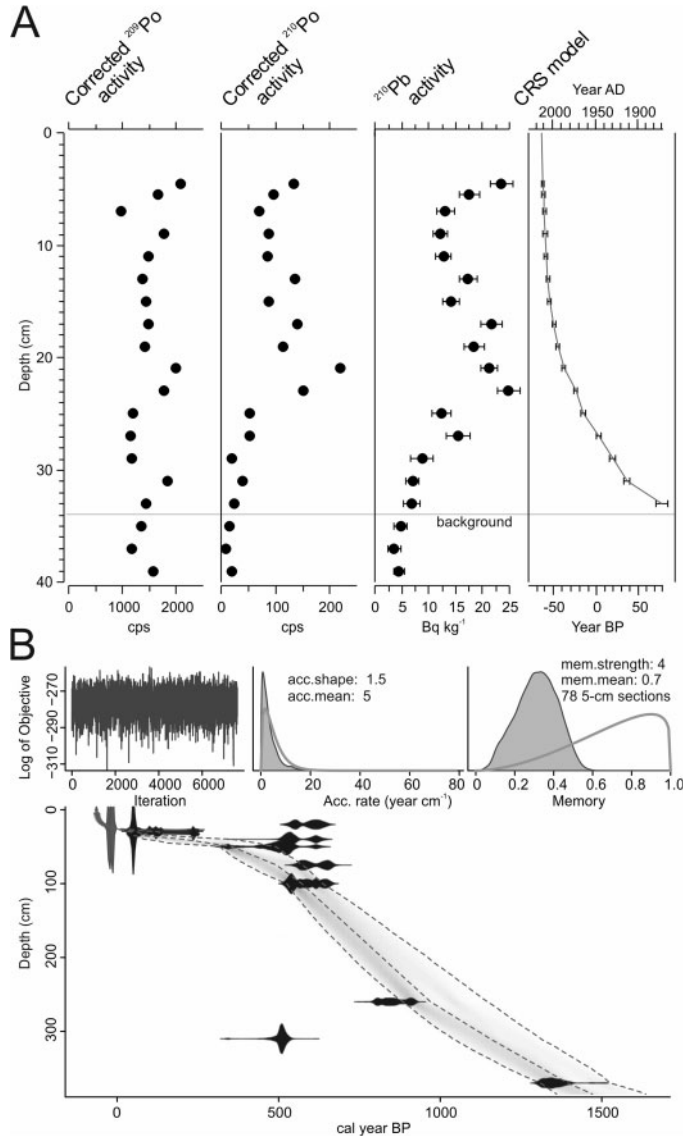 A
Corrected ²⁰⁹Po
activity
Corrected ²¹⁰Po
activity
²¹⁰Pb
activity
CRS model
Year AD
2000 1950 1900
0
10
20
30
40
Depth (cm)
background
0 1000 2000
cps
0 100 200
cps
0 5 10 15 20 25
Bq kg⁻¹
-50 0 50
Year BP
B
Log of Objective
-270
-290
-310
0 2000 4000 6000
Iteration
acc.shape: 1.5
acc.mean: 5
0 20 40 60 80
Acc. rate (year cm⁻¹)
mem.strength: 4
mem.mean: 0.7
78 5-cm sections
0.2 0.4 0.6 0.8 1.0
Memory
0
100
200
300
Depth (cm)
0 500 1000 1500
cal year BP